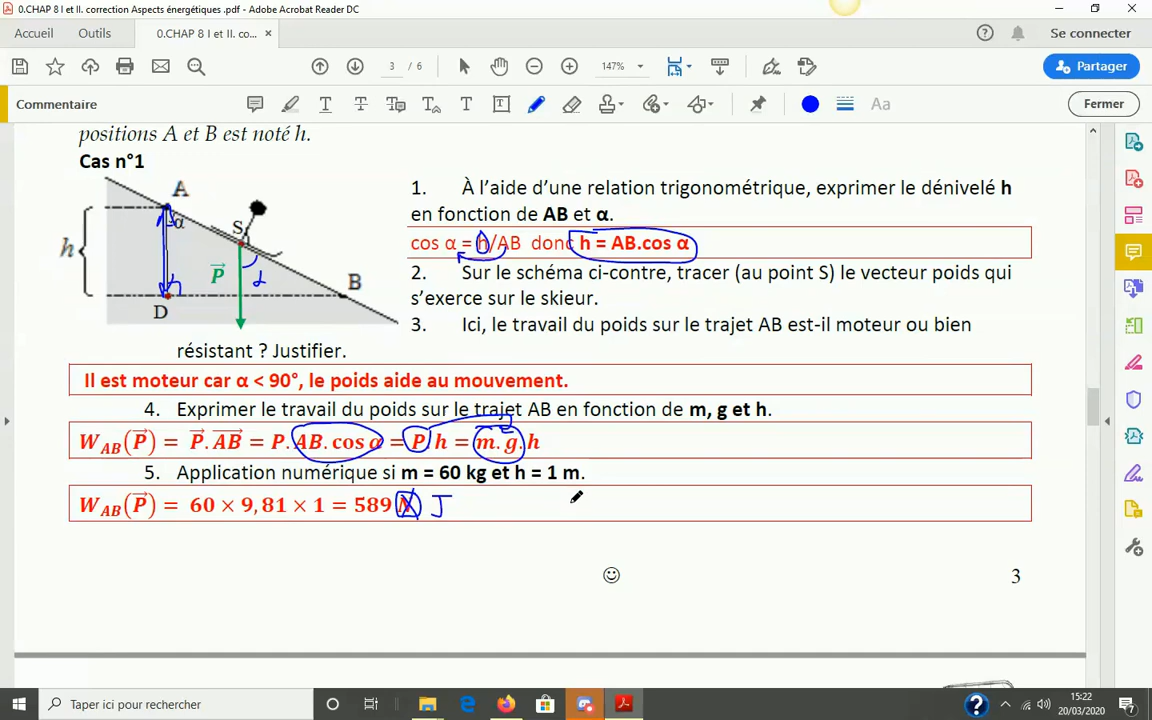 0.CHAP 8 I et II. correction Aspects énergétiques .pdf - Adobe Acrobat Reader DC
Accueil Outils 0.CHAP 8 I et II. co... × Se connecter
3 / 6 147% Partager
Commentaire Aa Fermer
positions A et B est noté h.
Cas n°1
A
α
h
S
P
α
B
D
1. À l’aide d’une relation trigonométrique, exprimer le dénivelé h
en fonction de AB et α.
cos α = h/AB donc h = AB.cos α
2. Sur le schéma ci-contre, tracer (au point S) le vecteur poids qui
s’exerce sur le skieur.
3. Ici, le travail du poids sur le trajet AB est-il moteur ou bien
résistant ? Justifier.
Il est moteur car α < 90°, le poids aide au mouvement.
4. Exprimer le travail du poids sur le trajet AB en fonction de m, g et h.
W_AB(P⃗) = P⃗.AB⃗ = P.AB.cos α = P.h = m.g.h
5. Application numérique si m = 60 kg et h = 1 m.
W_AB(P⃗) = 60 × 9,81 × 1 = 589 N J
3
Taper ici pour rechercher
15:22
20/03/2020
7